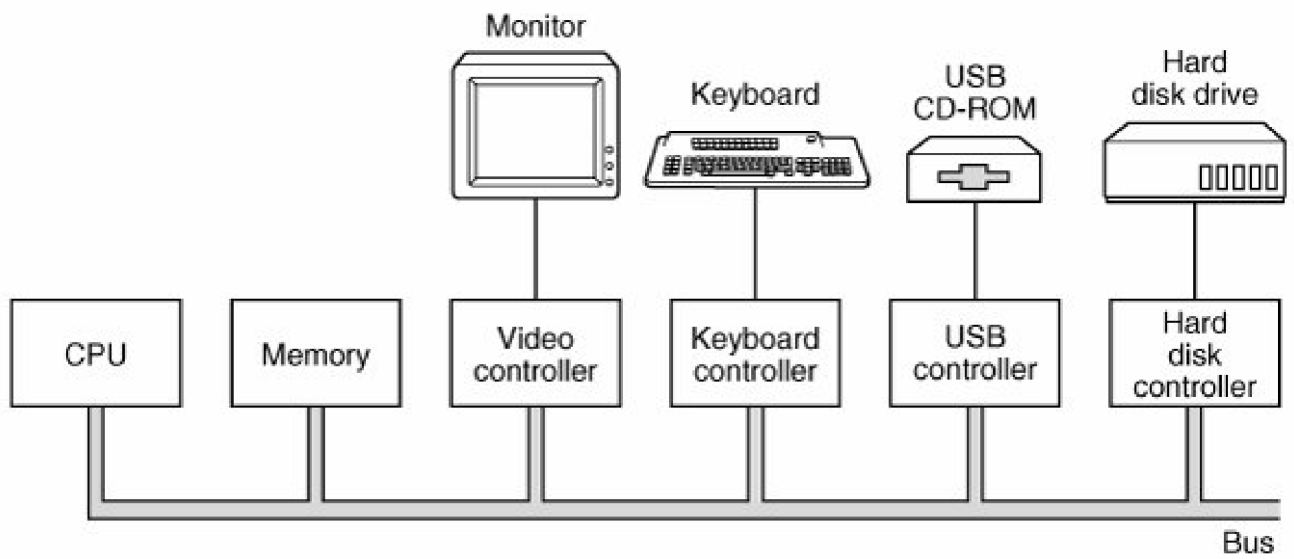 Monitor
Keyboard
USB
CD-ROM
Hard
disk drive
CPU
Memory
Video
controller
Keyboard
controller
USB
controller
Hard
disk
controller
Bus